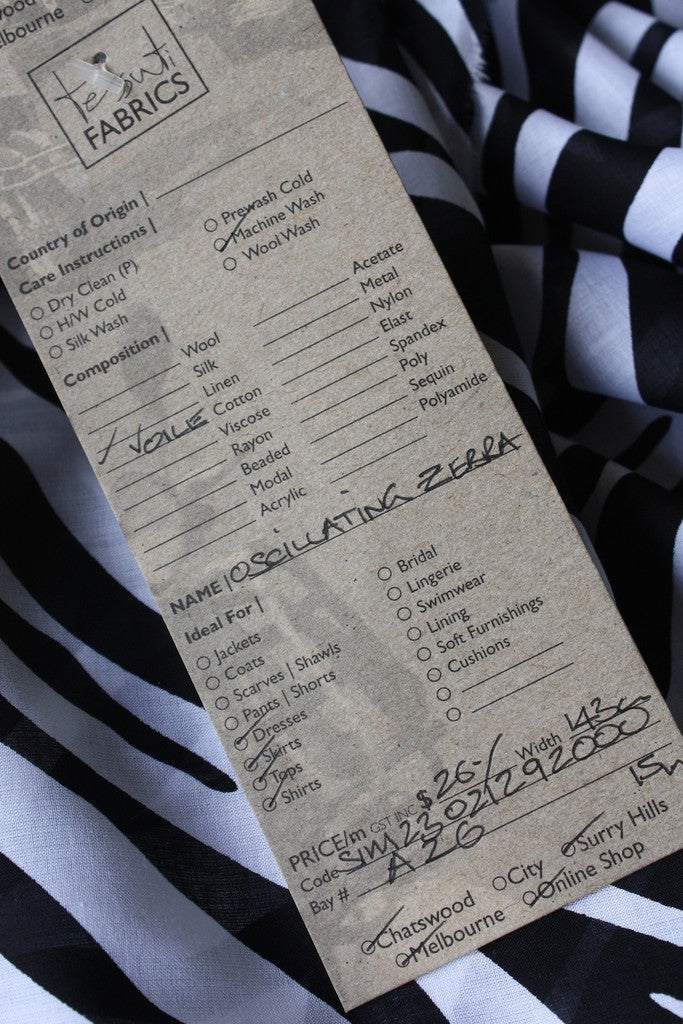 elbourne
tessuti
FABRICS
Country of Origin |
Care Instructions |
Dry Clean (P)
H/W Cold
Silk Wash
Prewash Cold
Machine Wash
Wool Wash
Composition |
Wool
Silk
Linen
/ VOILE Cotton
Viscose
Rayon
Beaded
Modal
Acrylic
Acetate
Metal
Nylon
Elast
Spandex
Poly
Sequin
Polyamide
NAME | OSCILLATING ZEBRA
Ideal For |
Jackets
Coats
Scarves | Shawls
Pants | Shorts
Dresses
Skirts
Tops
Shirts
Bridal
Lingerie
Swimwear
Lining
Soft Furnishings
Cushions
PRICE/m GST INC $26-/ Width 143cm
Code SIM23021292000
Bay # A26 15m
Chatswood City Surry Hills
Melbourne Online Shop